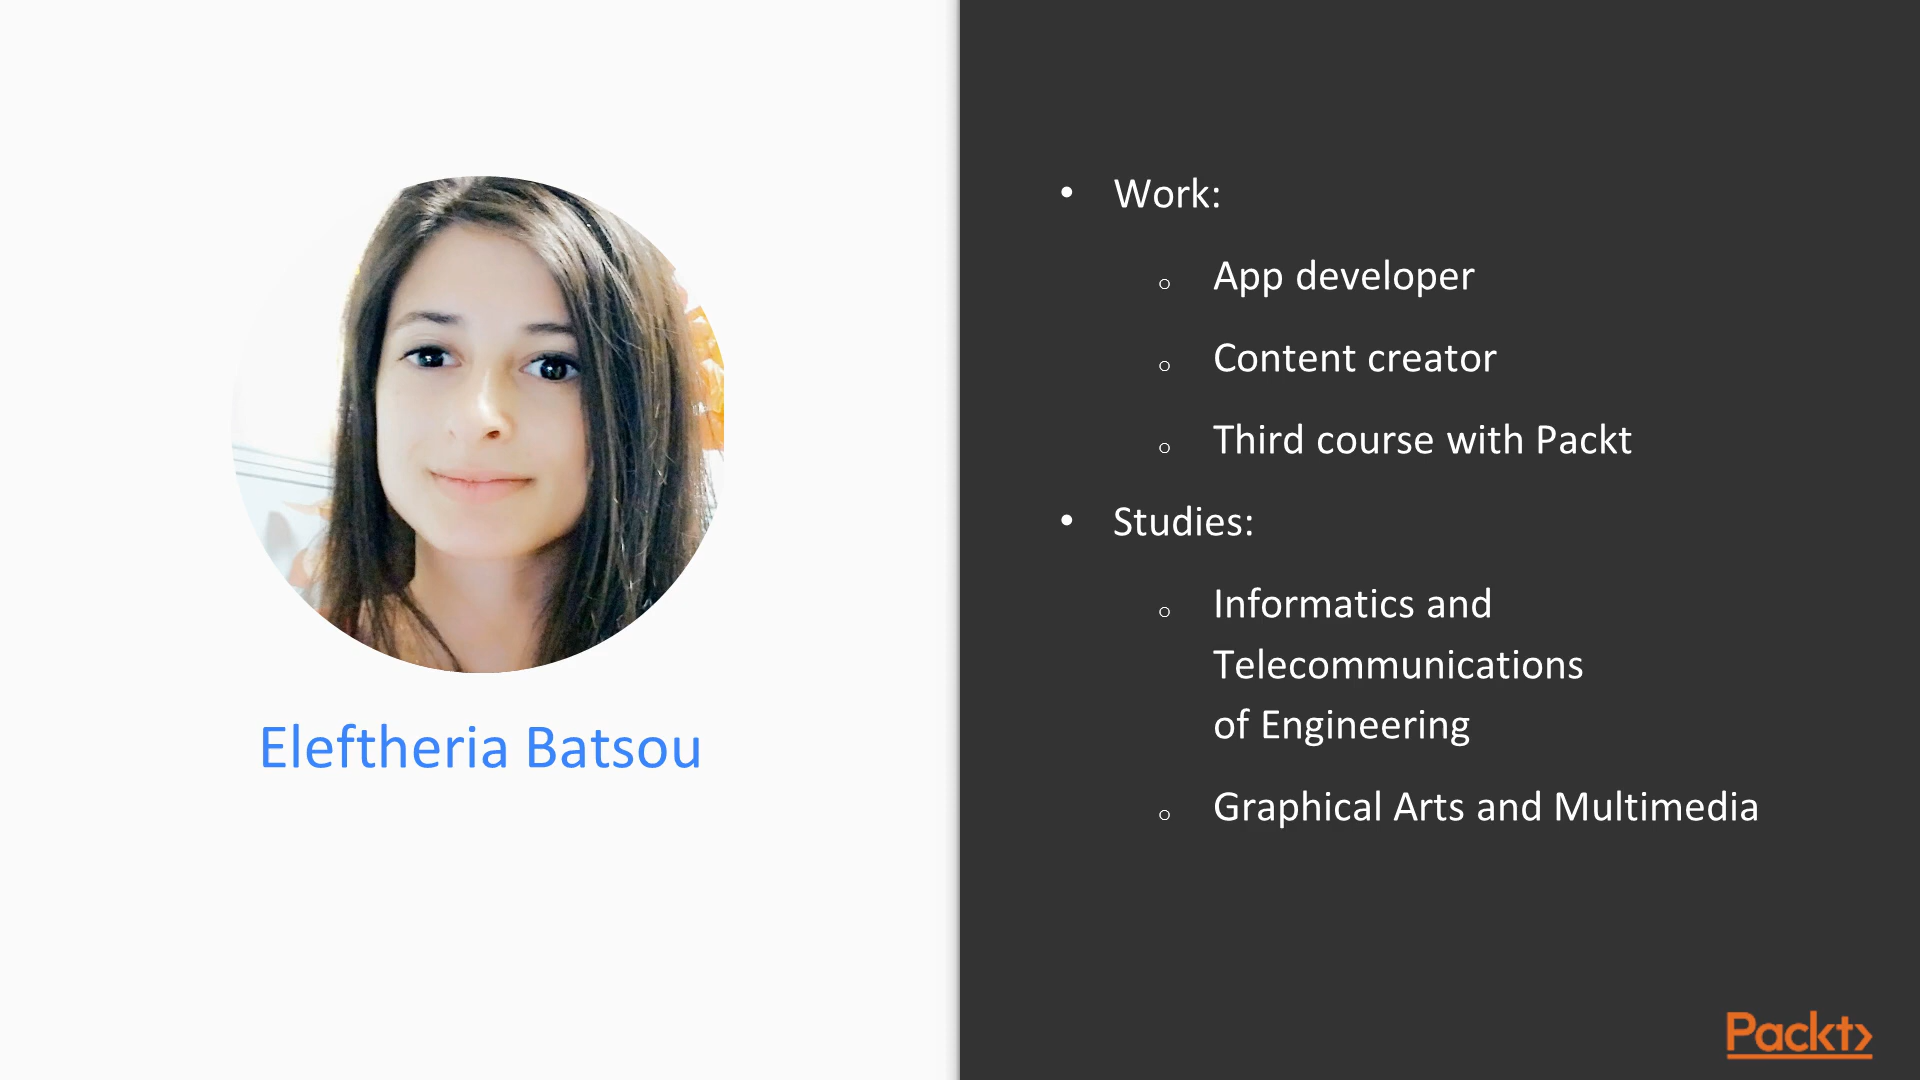 Eleftheria Batsou
• Work:
o App developer
o Content creator
o Third course with Packt
• Studies:
o Informatics and
Telecommunications
of Engineering
o Graphical Arts and Multimedia
Packt>